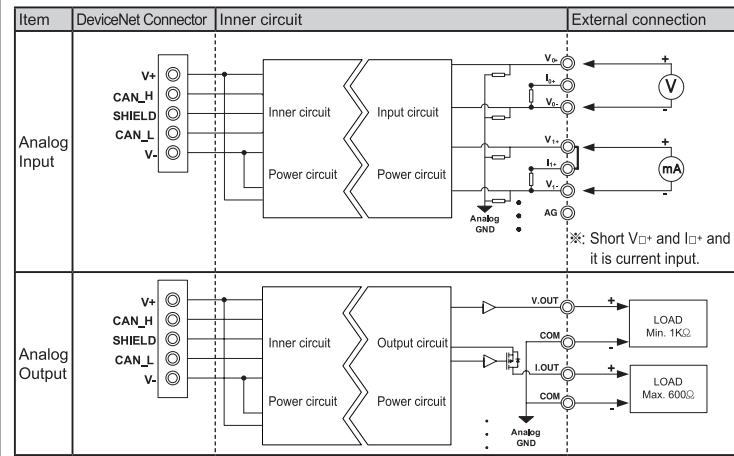 Item DeviceNet Connector Inner circuit External connection
Analog
Input
V+
CAN_H
SHIELD
CAN_L
V-
Inner circuit
Power circuit
Input circuit
Power circuit
V0+
I0+
V0-
V1+
I1+
V1-
AG
Analog
GND
+
V
-
+
mA
-
※: Short V□+ and I□+ and
it is current input.
Analog
Output
V+
CAN_H
SHIELD
CAN_L
V-
Inner circuit
Power circuit
Output circuit
Power circuit
V.OUT
COM
I.OUT
COM
Analog
GND
+
LOAD
Min. 1KΩ
-
+
LOAD
Max. 600Ω
-